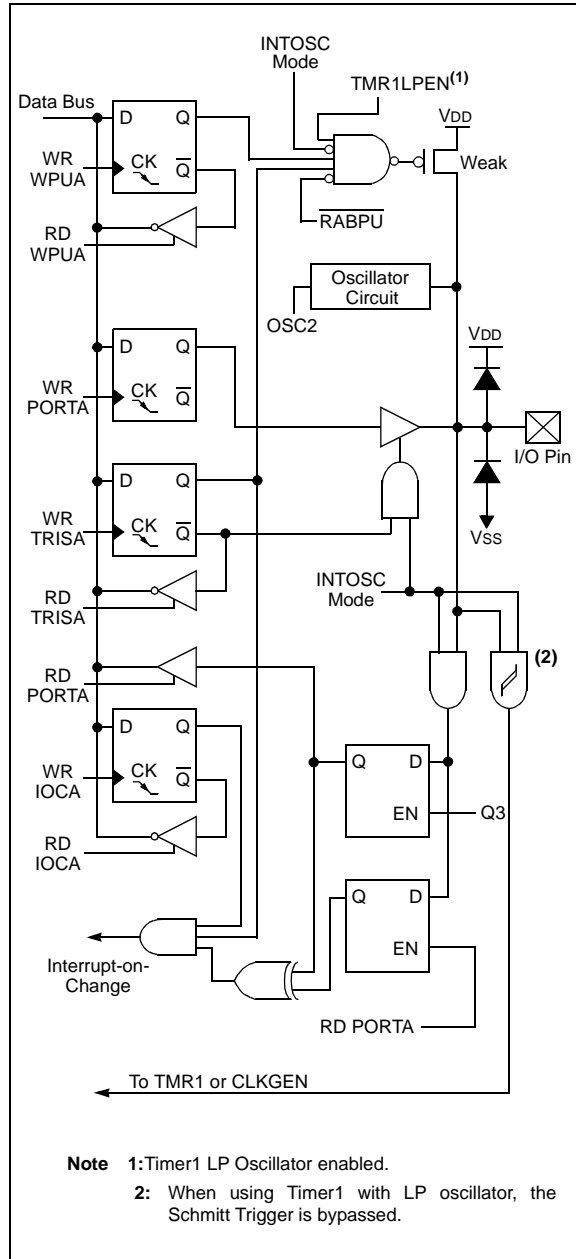 INTOSC
Mode
TMR1LPEN(1)
Data Bus
D Q
VDD
WR
WPUA
CK Q
Weak
RD
WPUA
RABPU
Oscillator
Circuit
OSC2
VDD
D Q
WR
PORTA
CK Q
I/O Pin
D Q
WR
TRISA
CK Q
VSS
INTOSC
Mode
RD
TRISA
(2)
RD
PORTA
D Q
WR
IOCA
CK Q
Q D
EN
Q3
RD
IOCA
Q D
EN
Interrupt-on-
Change
RD PORTA
To TMR1 or CLKGEN
Note 1:Timer1 LP Oscillator enabled.
2: When using Timer1 with LP oscillator, the
Schmitt Trigger is bypassed.